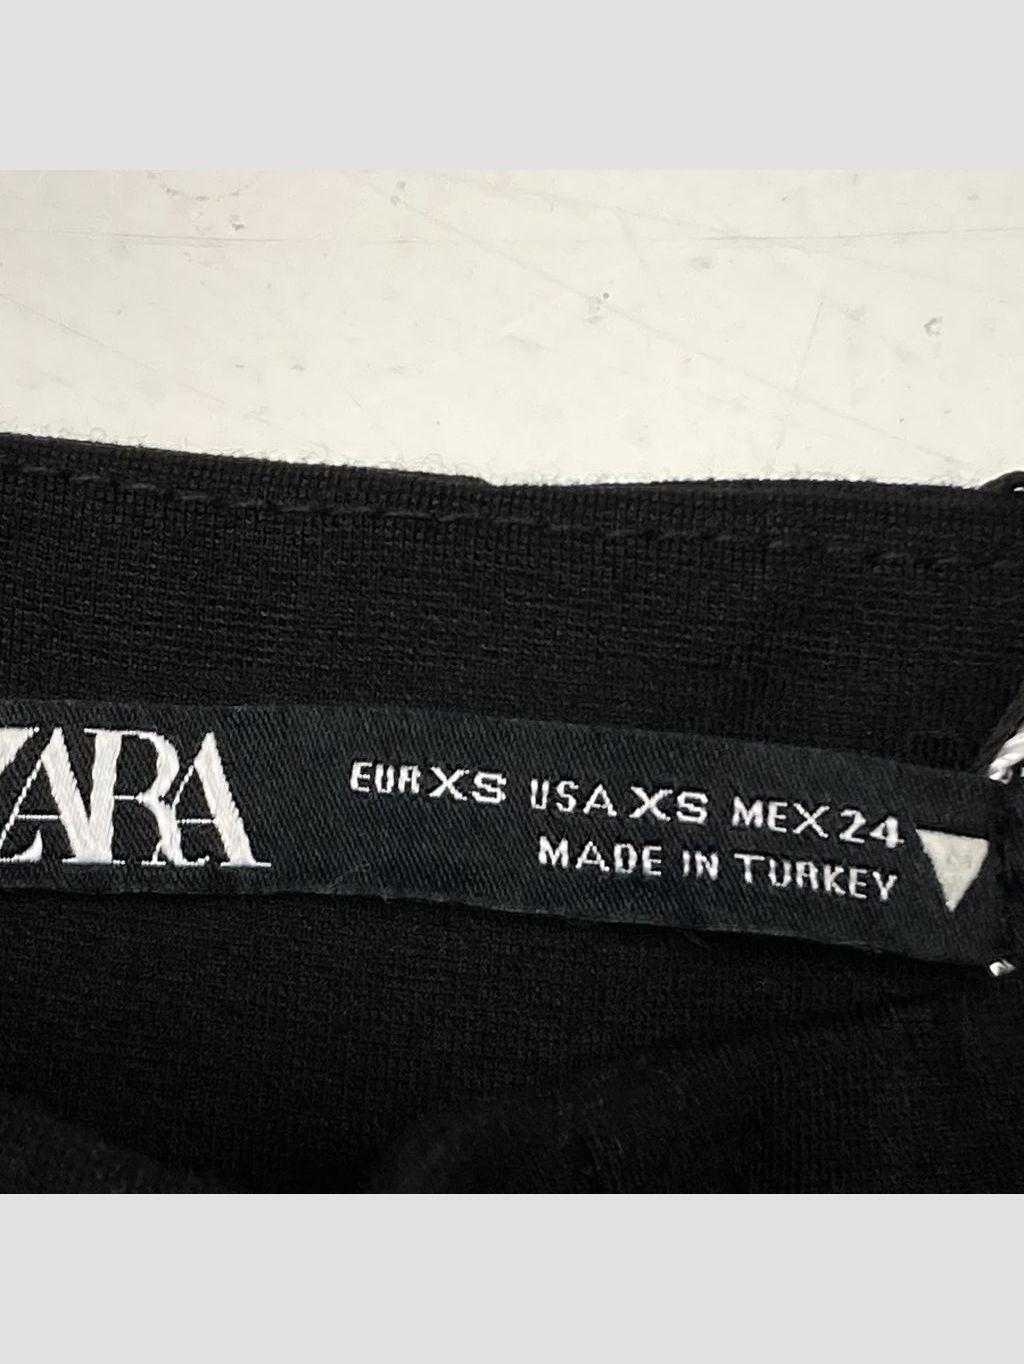 ZARA
EUR XS USA XS MEX 24
MADE IN TURKEY